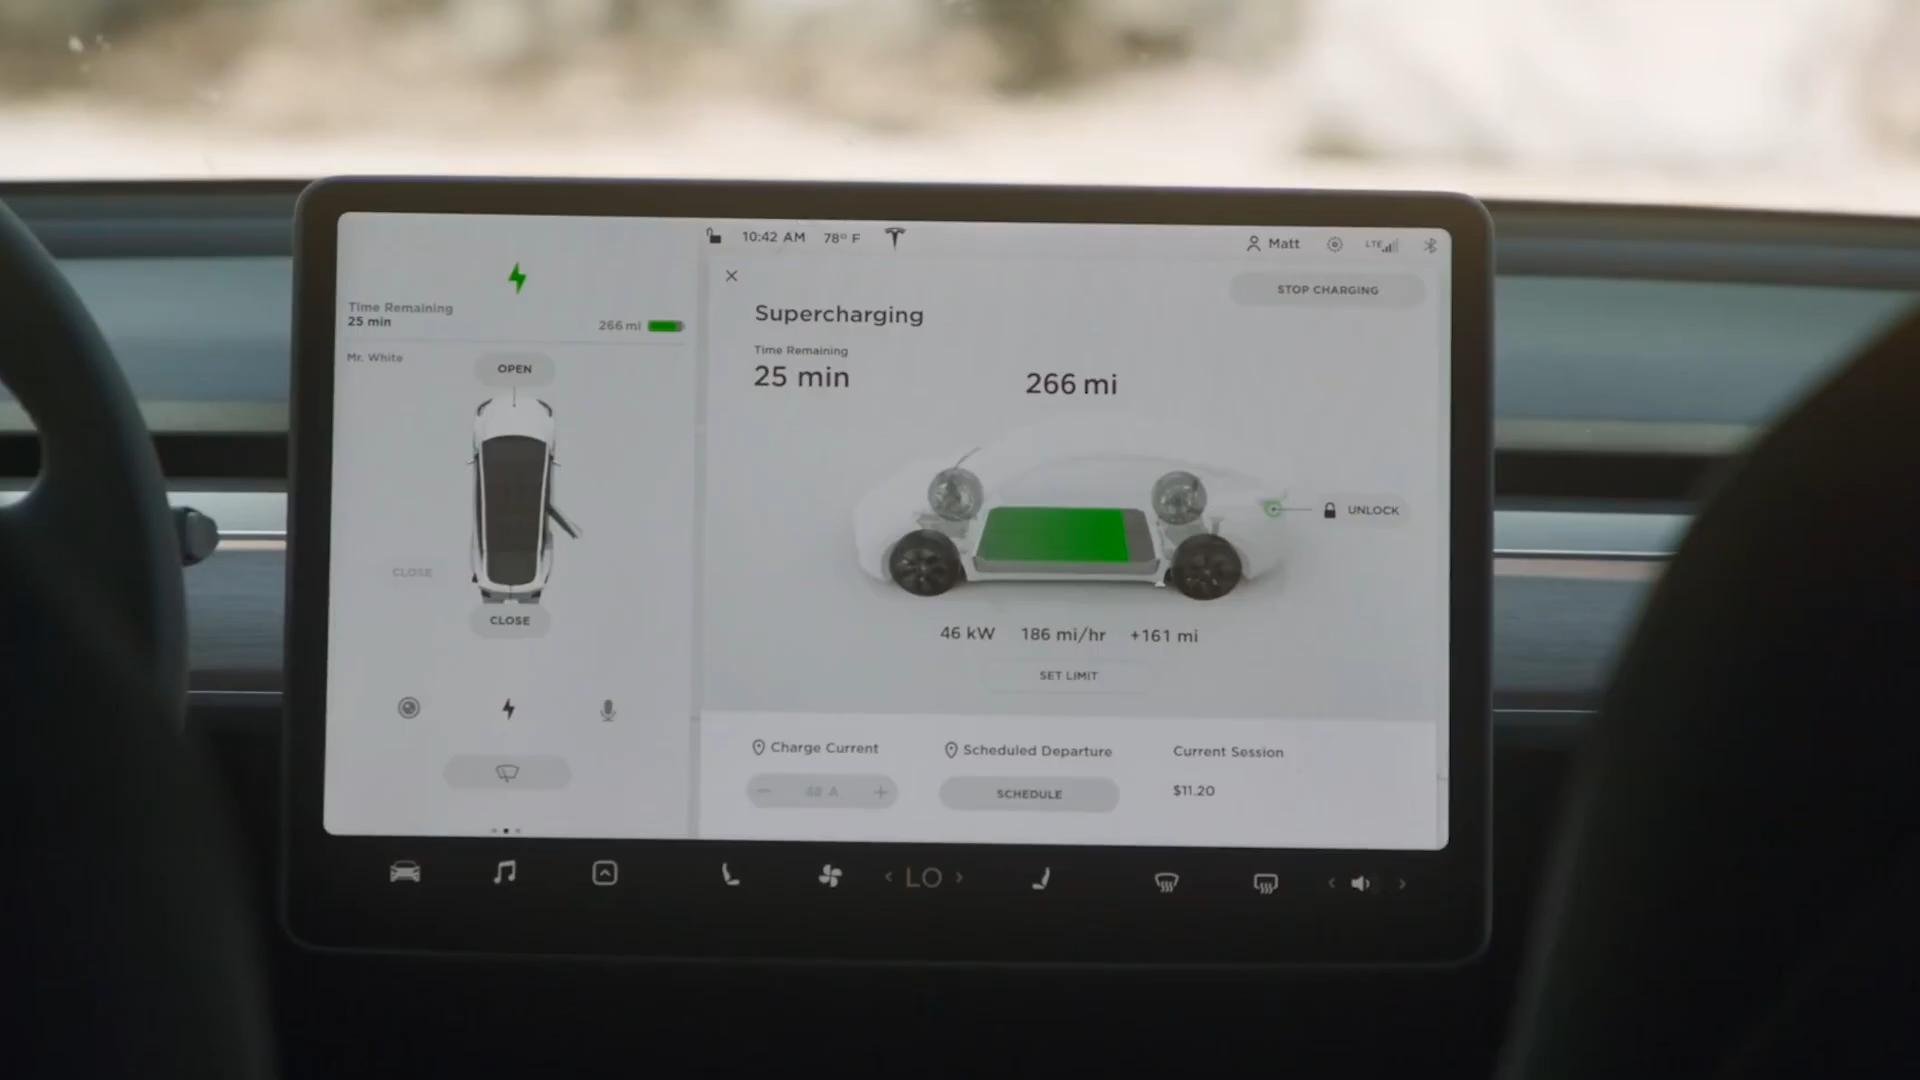 10:42 AM 78° F
Matt
LTE
Time Remaining
25 min
266 mi
Mr. White
OPEN
CLOSE
CLOSE
STOP CHARGING
Supercharging
Time Remaining
25 min
266 mi
UNLOCK
46 kW 186 mi/hr +161 mi
SET LIMIT
Charge Current
48 A
Scheduled Departure
SCHEDULE
Current Session
$11.20
LO